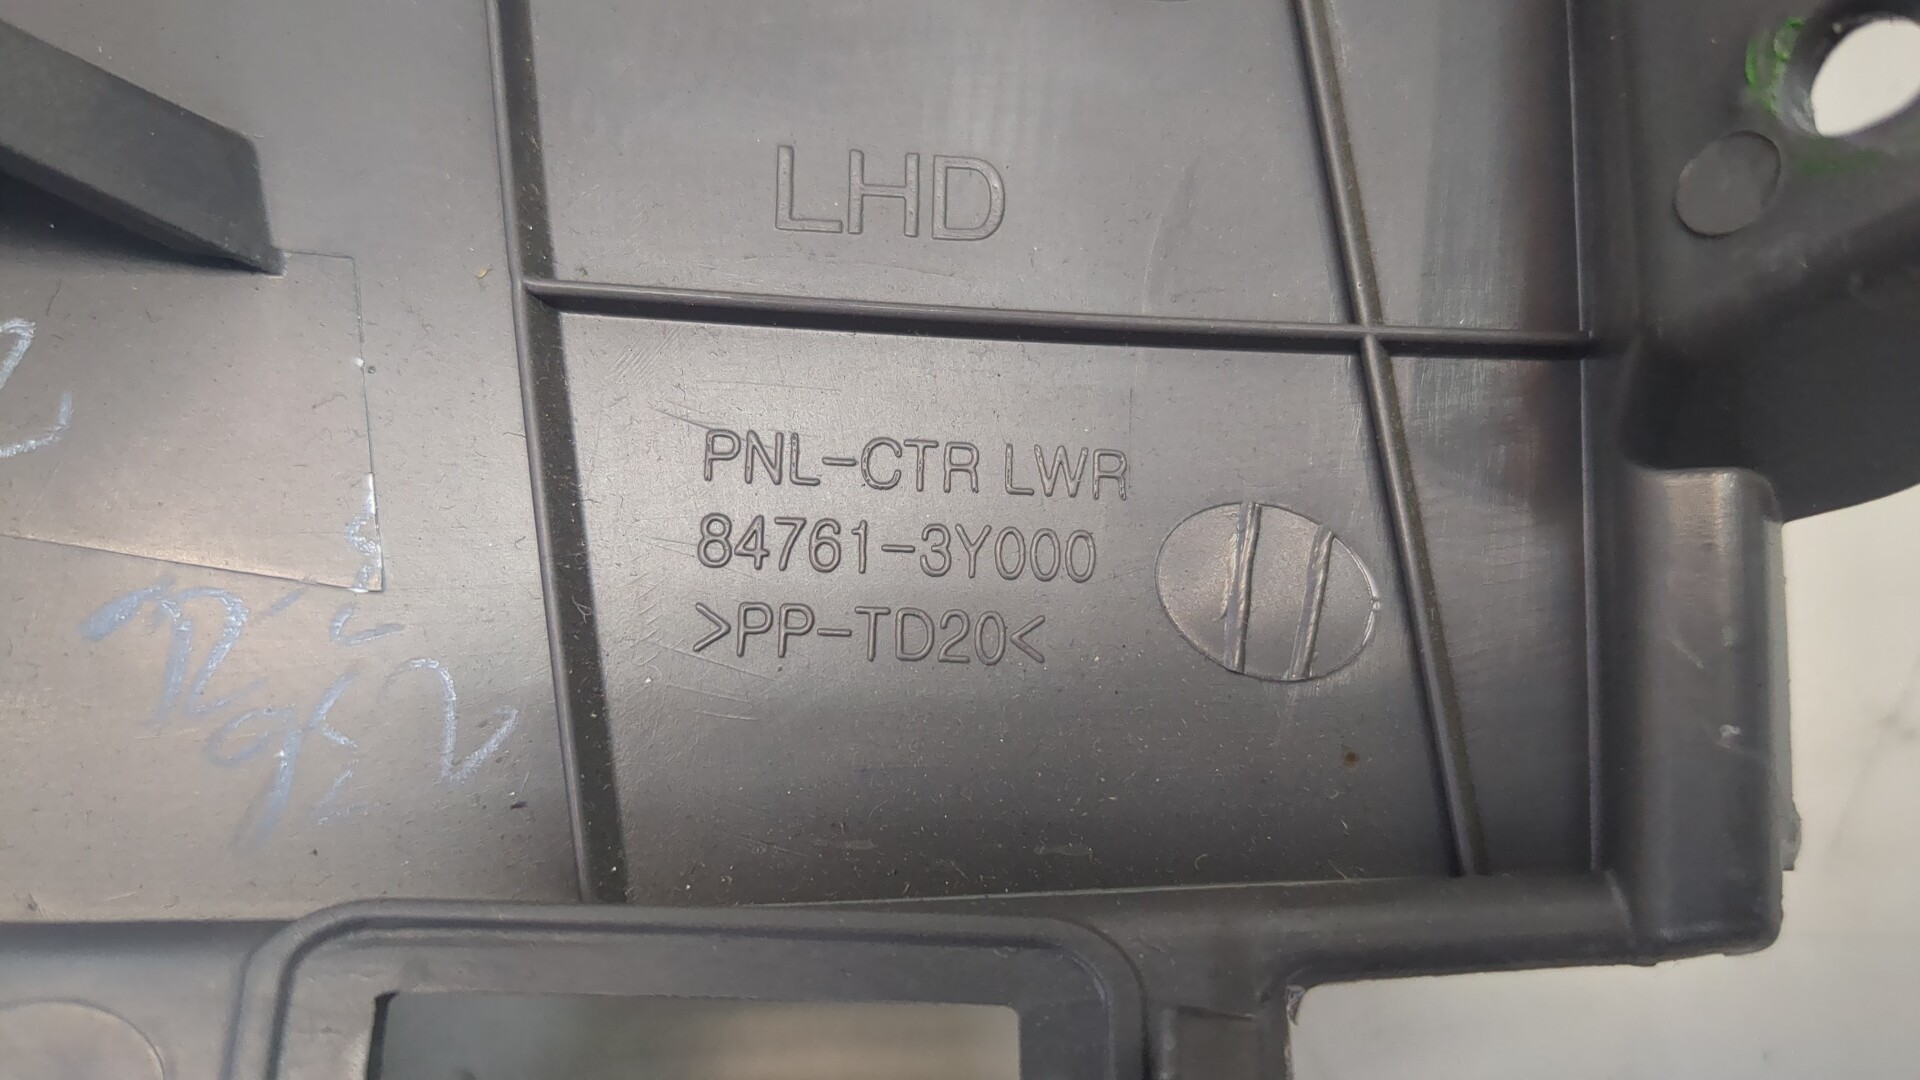 LHD
PNL-CTR LWR
84761-3Y000
>PP-TD20<